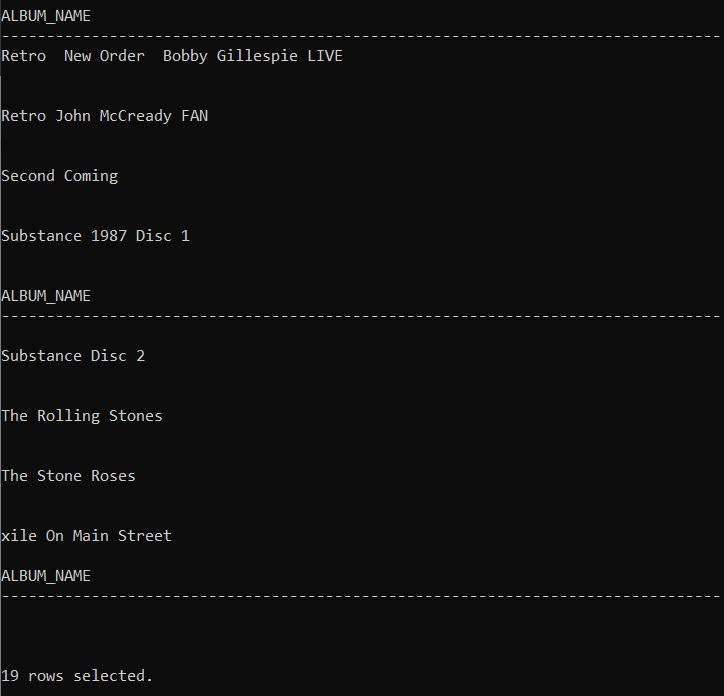 ALBUM_NAME
--------------------------------------------------------------------------------
Retro  New Order  Bobby Gillespie LIVE
Retro John McCready FAN
Second Coming
Substance 1987 Disc 1
ALBUM_NAME
--------------------------------------------------------------------------------
Substance Disc 2
The Rolling Stones
The Stone Roses
xile On Main Street
ALBUM_NAME
--------------------------------------------------------------------------------
19 rows selected.